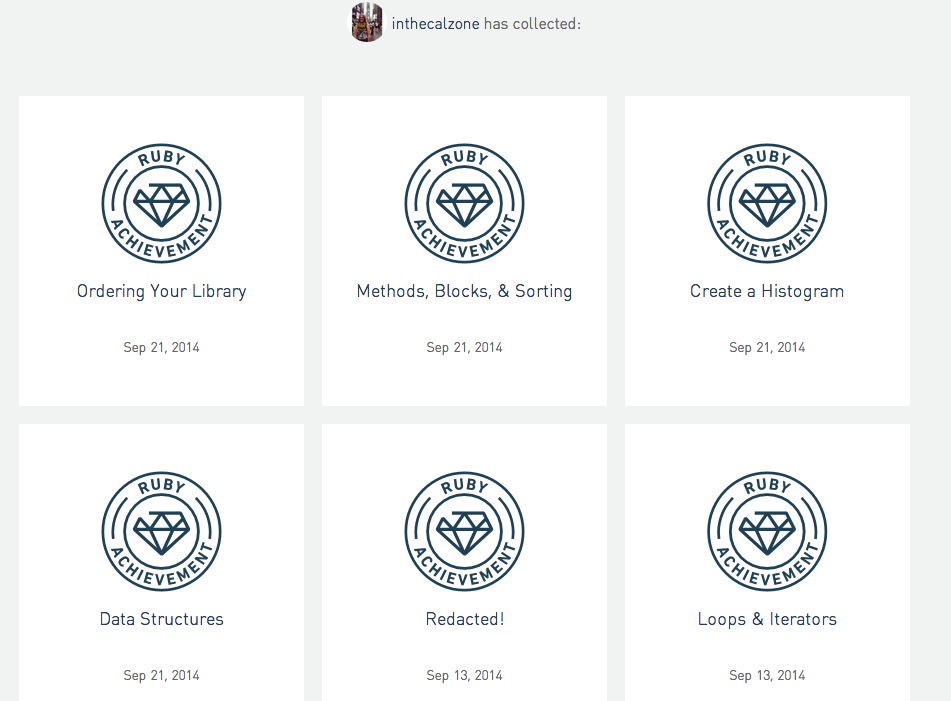 inthecalzone has collected:
RUBY ACHIEVEMENT
RUBY ACHIEVEMENT
RUBY ACHIEVEMENT
Ordering Your Library
Methods, Blocks, & Sorting
Create a Histogram
Sep 21, 2014
Sep 21, 2014
Sep 21, 2014
RUBY ACHIEVEMENT
RUBY ACHIEVEMENT
RUBY ACHIEVEMENT
Data Structures
Redacted!
Loops & Iterators
Sep 21, 2014
Sep 13, 2014
Sep 13, 2014